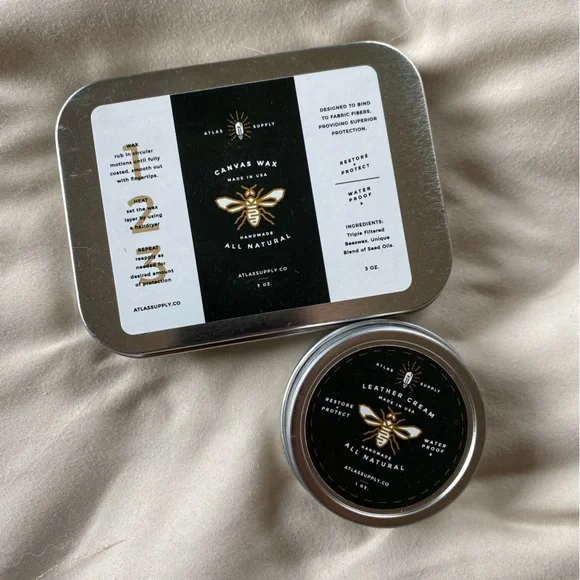 1
WAX
rub in circular
motions until fully
coated, smooth out
with fingertips.
2
HEAT
set the wax
layer by using
a hairdryer
3
REPEAT
reapply as
needed for
desired amount
of protection
ATLASSUPPLY.CO
ATLAS SUPPLY
CANVAS WAX
MADE IN USA
HANDMADE
ALL NATURAL
ATLASSUPPLY.CO
3 OZ.
DESIGNED TO BIND
TO FABRIC FIBERS,
PROVIDING SUPERIOR
PROTECTION.
RESTORE
+
PROTECT
WATER
PROOF
INGREDIENTS:
Triple Filtered
Beeswax, Unique
Blend of Seed Oils.
3 OZ.
ATLAS SUPPLY
LEATHER CREAM
MADE IN USA
RESTORE
+
PROTECT
WATER
PROOF
HANDMADE
ALL NATURAL
ATLASSUPPLY.CO
1 OZ.